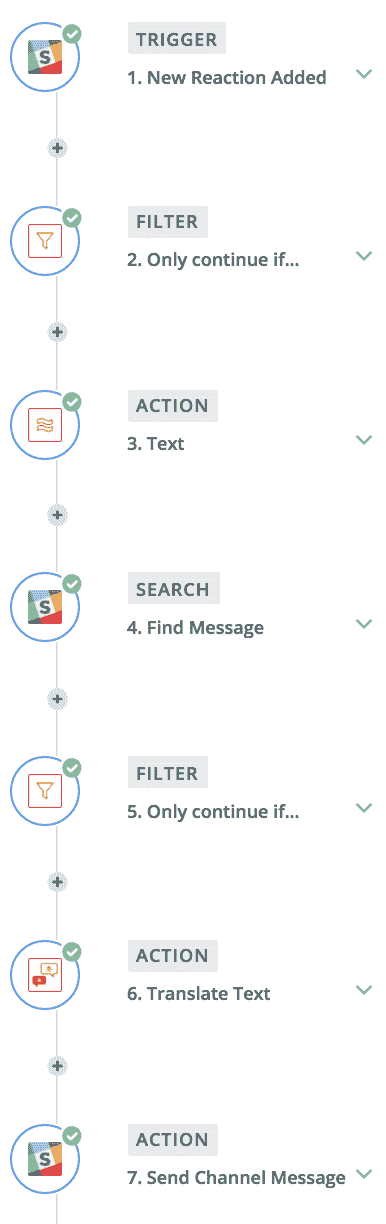 TRIGGER
1. New Reaction Added
FILTER
2. Only continue if...
ACTION
3. Text
SEARCH
4. Find Message
FILTER
5. Only continue if...
ACTION
6. Translate Text
ACTION
7. Send Channel Message